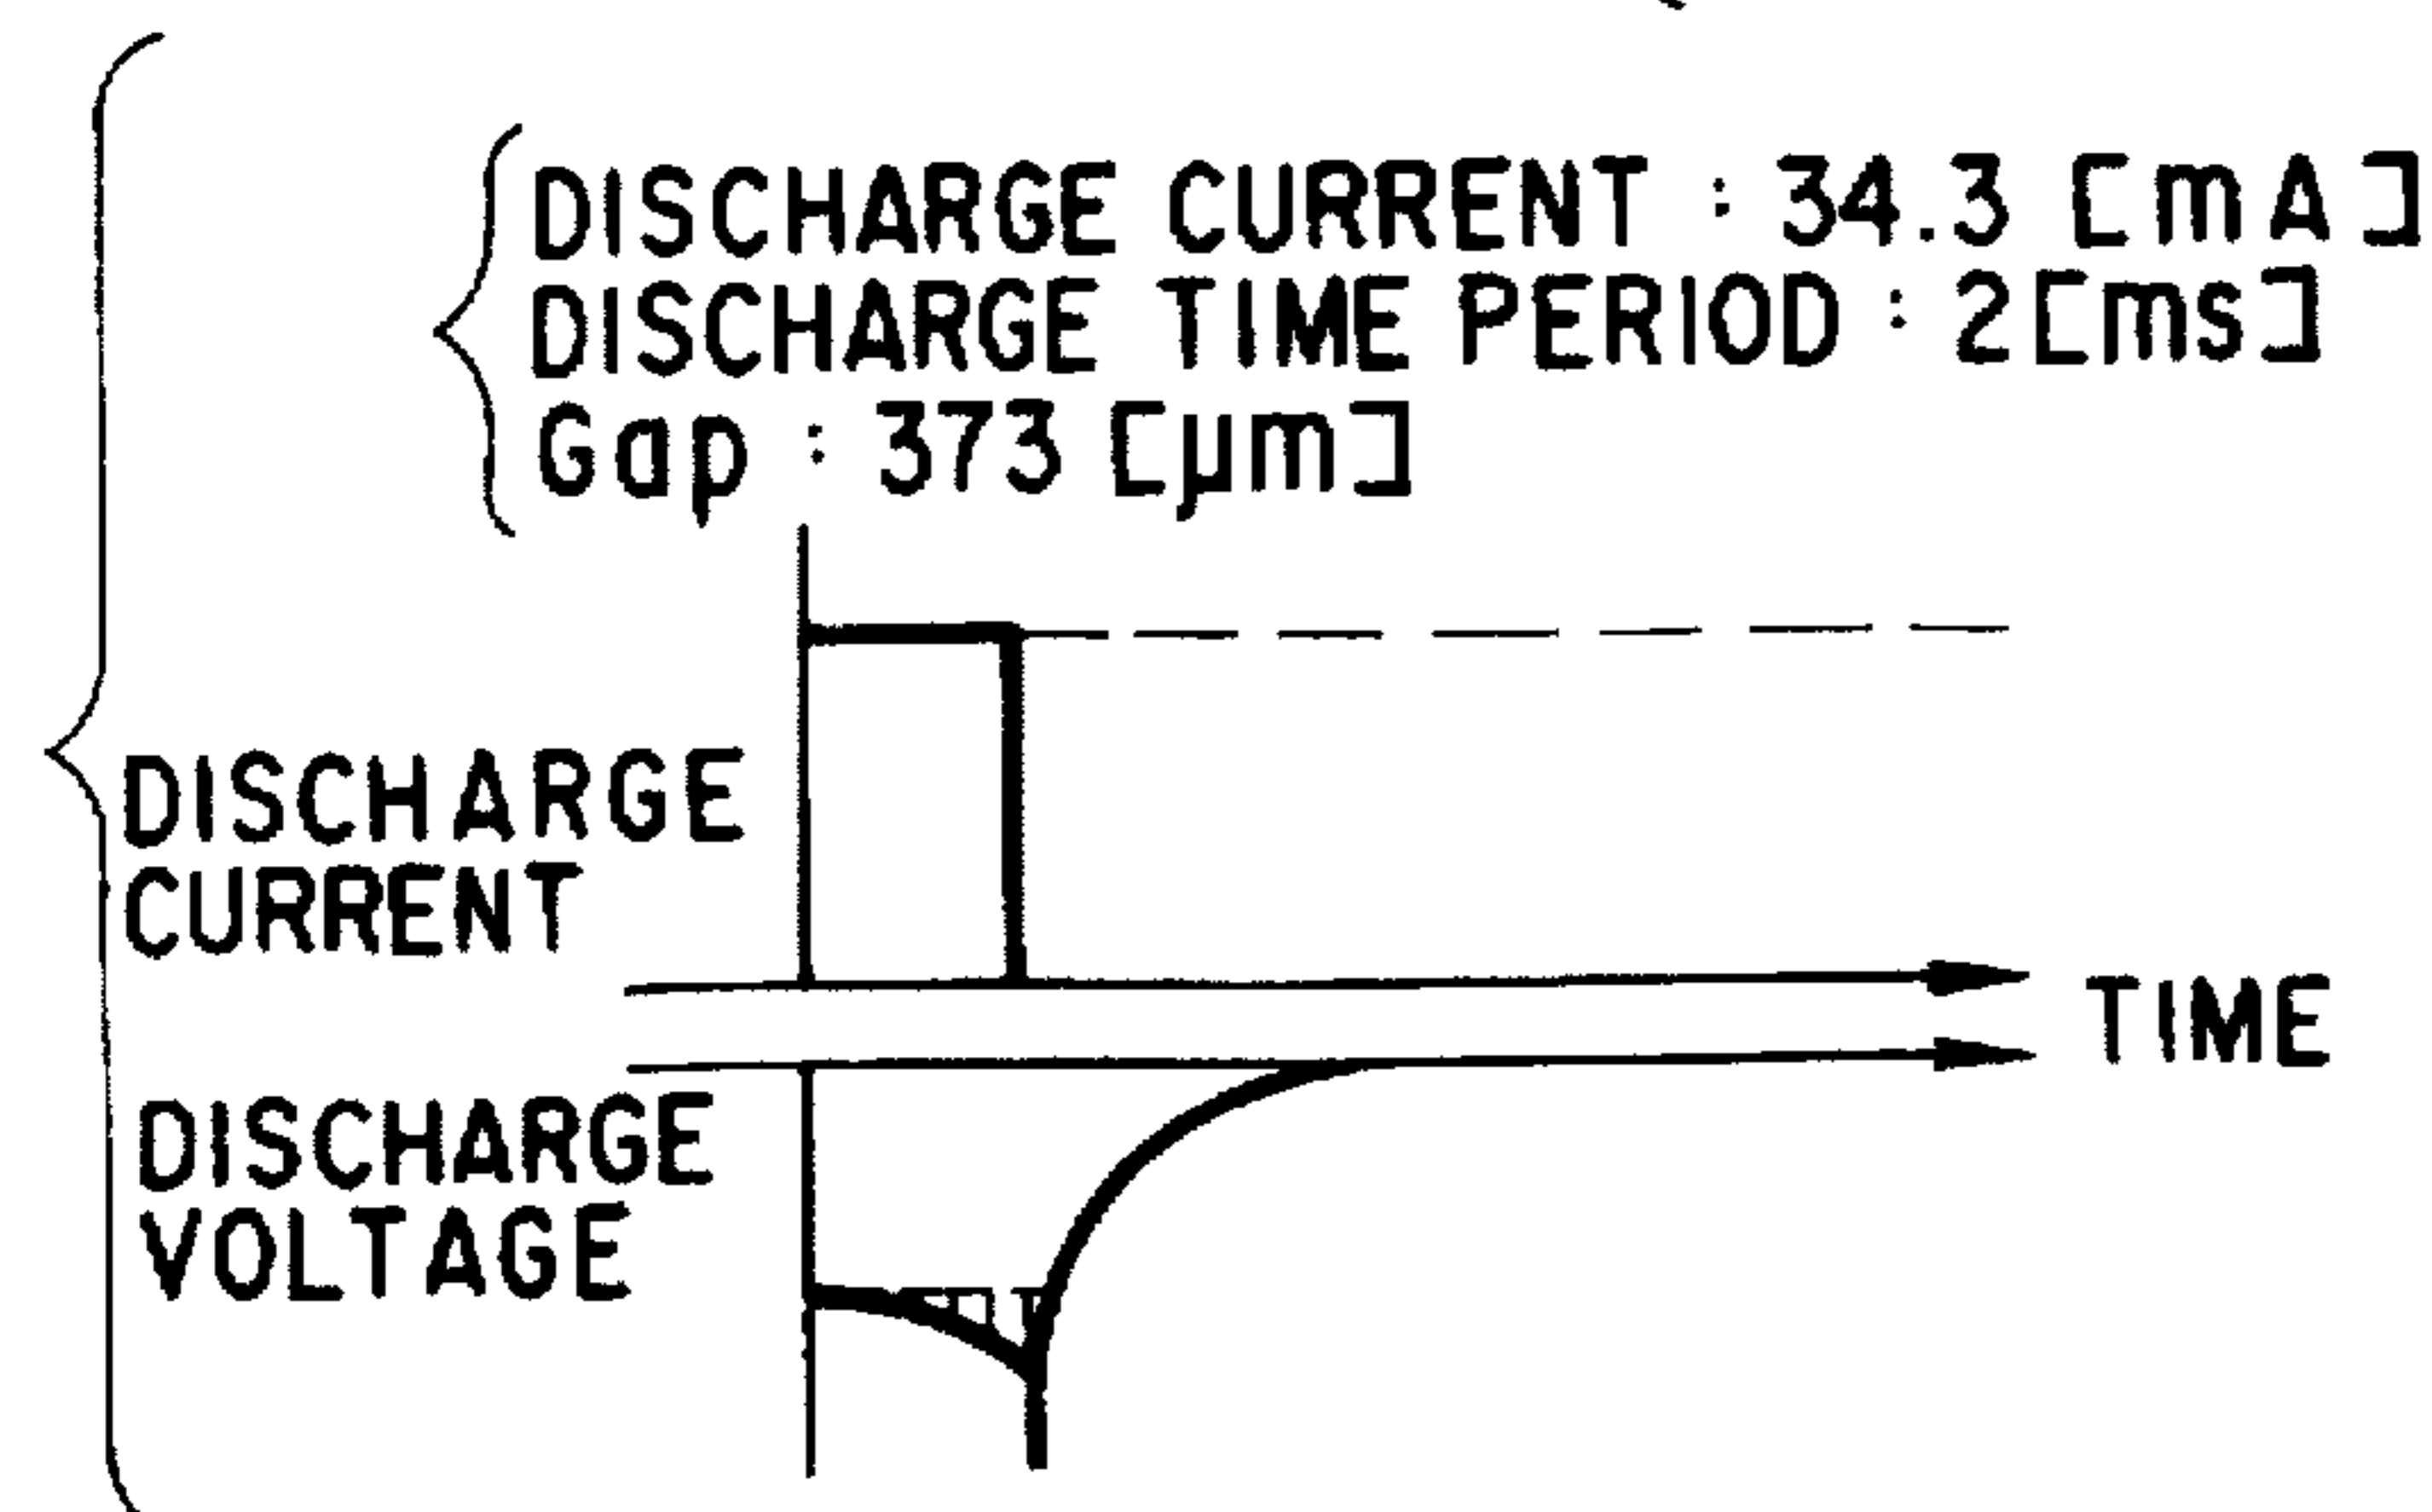 DISCHARGE CURRENT : 34.3 [mA]
DISCHARGE TIME PERIOD : 2[ms]
Gap : 373 [µm]
DISCHARGE
CURRENT
TIME
DISCHARGE
VOLTAGE